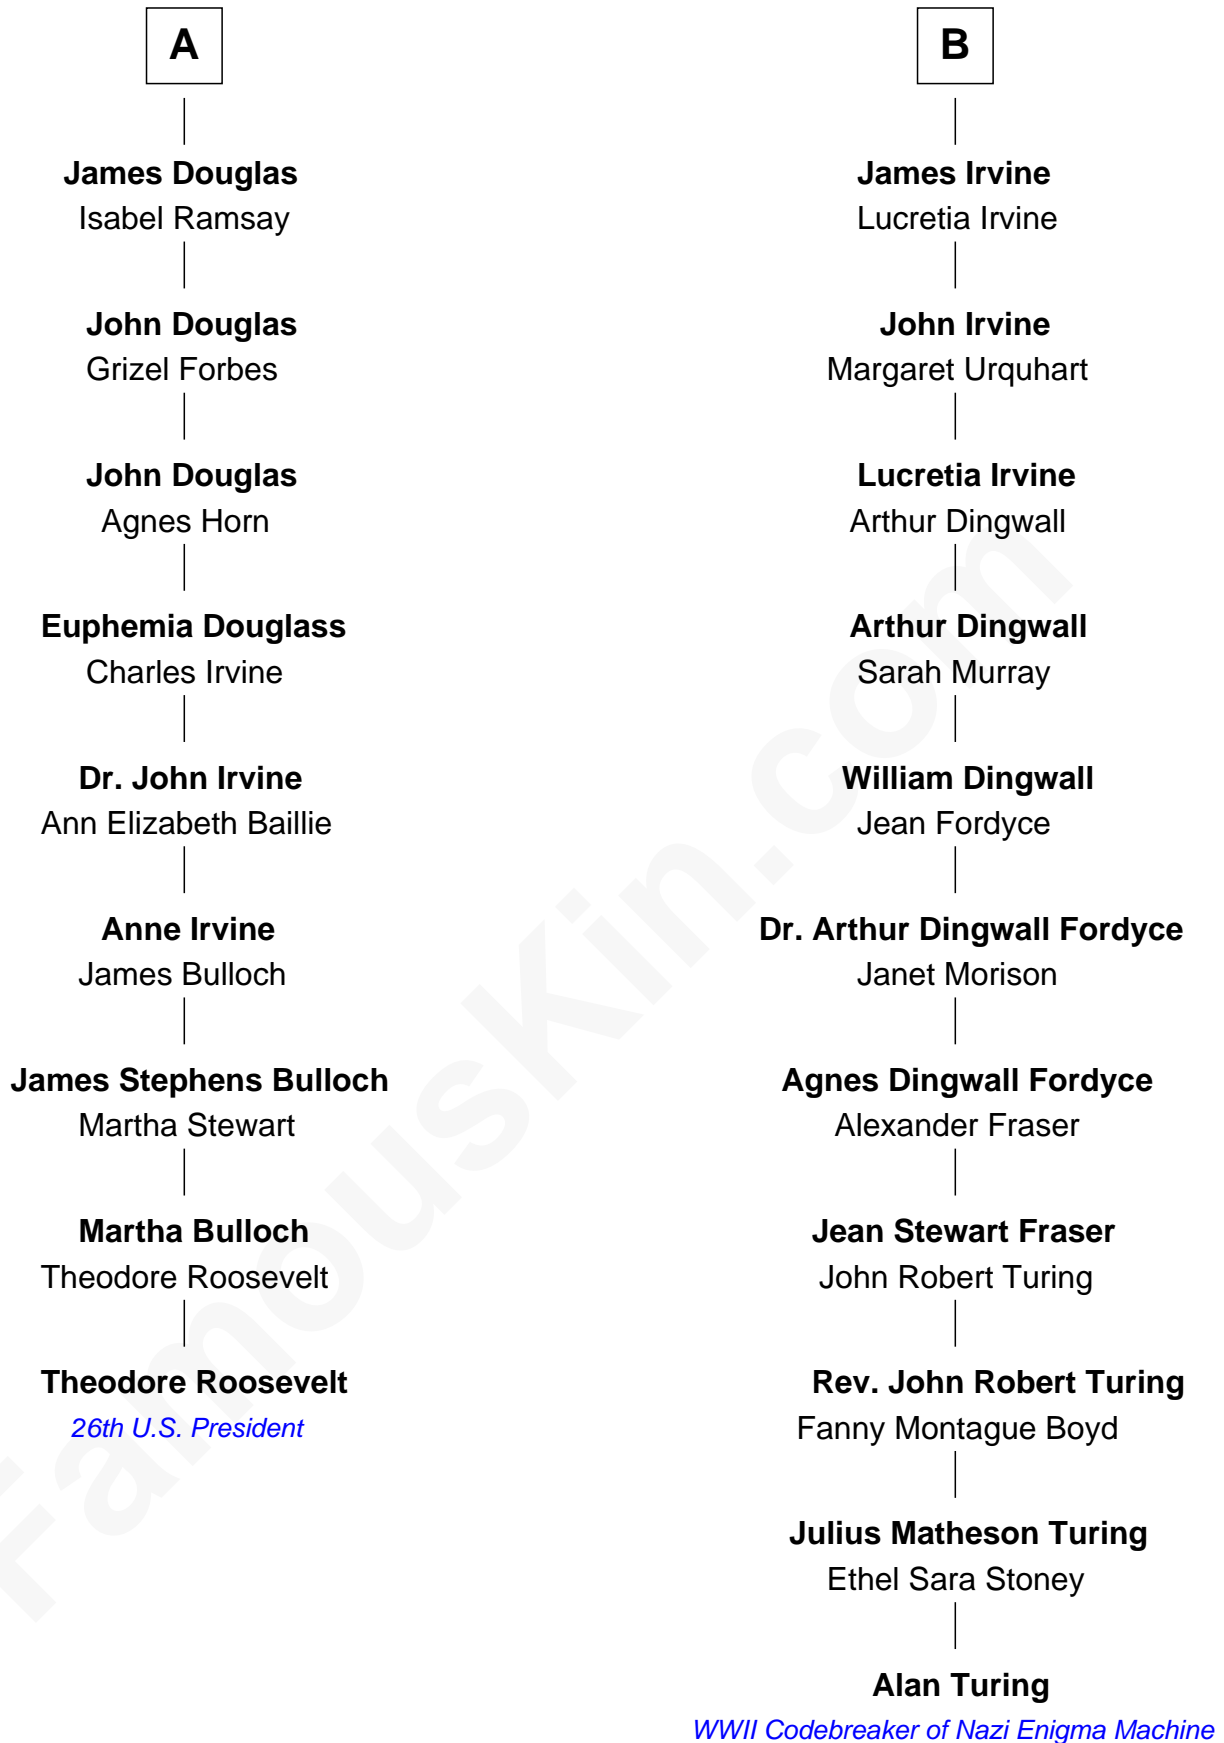 A
James Douglas
Isabel Ramsay
John Douglas
Grizel Forbes
John Douglas
Agnes Horn
Euphemia Douglass
Charles Irvine
Dr. John Irvine
Ann Elizabeth Baillie
Anne Irvine
James Bulloch
James Stephens Bulloch
Martha Stewart
Martha Bulloch
Theodore Roosevelt
Theodore Roosevelt
26th U.S. President
B
James Irvine
Lucretia Irvine
John Irvine
Margaret Urquhart
Lucretia Irvine
Arthur Dingwall
Arthur Dingwall
Sarah Murray
William Dingwall
Jean Fordyce
Dr. Arthur Dingwall Fordyce
Janet Morison
Agnes Dingwall Fordyce
Alexander Fraser
Jean Stewart Fraser
John Robert Turing
Rev. John Robert Turing
Fanny Montague Boyd
Julius Matheson Turing
Ethel Sara Stoney
Alan Turing
WWII Codebreaker of Nazi Enigma Machine
FamousKin.com